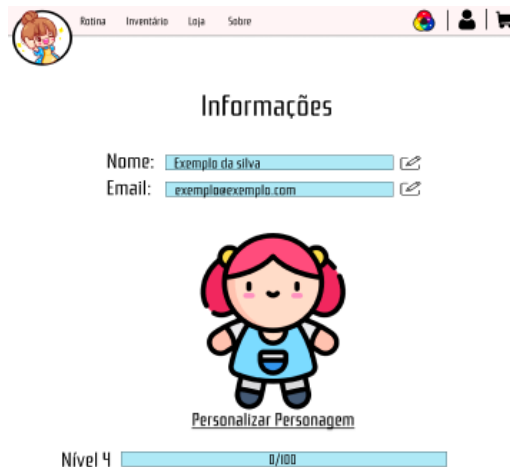 Rotina Inventário Loja Sobre
Informações
Nome: Exemplo da silva
Email: exemplo@exemplo.com
Personalizar Personagem
Nível 4 0/100